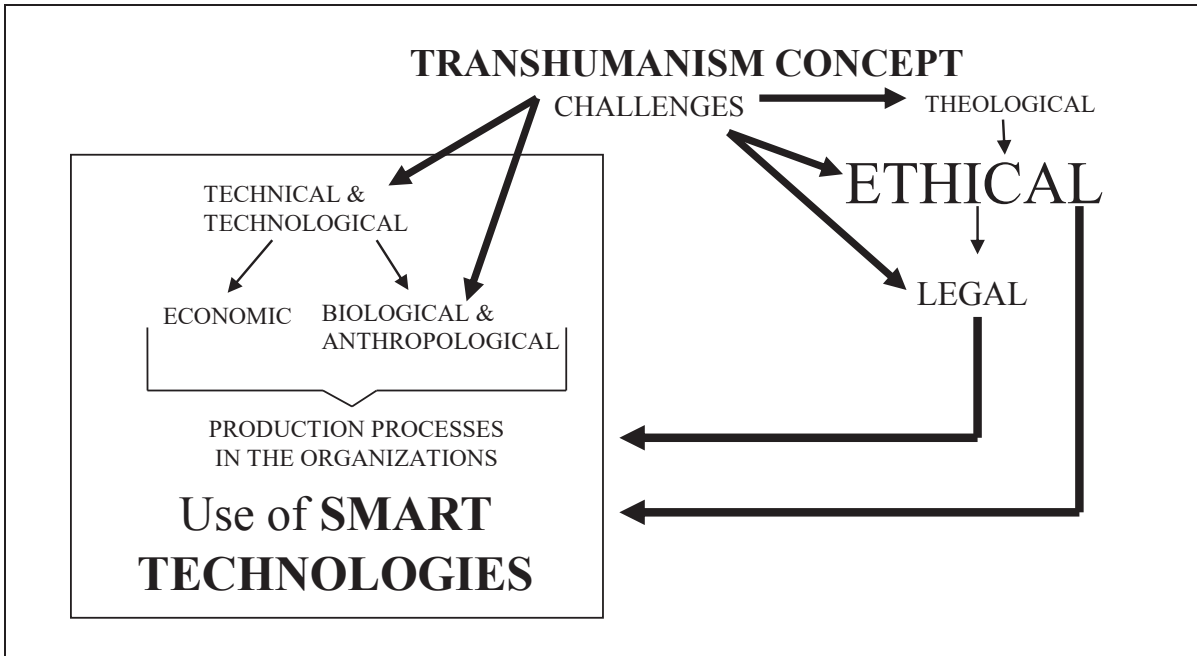 TRANSHUMANISM CONCEPT
CHALLENGES
THEOLOGICAL
ETHICAL
LEGAL
TECHNICAL &
TECHNOLOGICAL
ECONOMIC
BIOLOGICAL &
ANTHROPOLOGICAL
PRODUCTION PROCESSES
IN THE ORGANIZATIONS
Use of SMART
TECHNOLOGIES